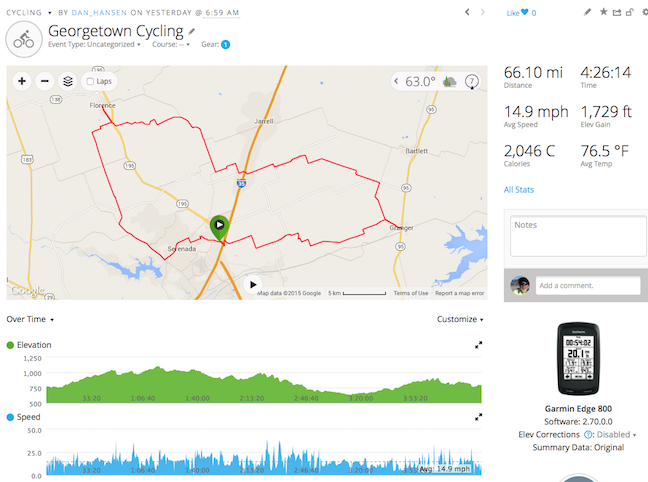 CYCLING ▾ BY DAN_HANSEN ON YESTERDAY @ 6:59 AM
Georgetown Cycling
Event Type: Uncategorized ▾ Course: -- ▾ Gear: 1
Laps
63.0°
7
Florence
138
195
Jarrell
95
183
195
Bartlett
35
95
195
Granger
Serenada
95
Google
Map data ©2015 Google 5 km Terms of Use Report a map error
Over Time ▾ Customize ▾
Elevation
1,250
1,000
750
500
33:20 1:06:40 1:40:00 2:13:20 2:46:40 3:20:00 3:53:20
Speed
50.0
25.0
0.0
33:20 1:06:40 1:40:00 2:13:20 2:46:40 3:20:00 Avg: 14.9 mph
Like 0
66.10 mi 4:26:14
Distance Time
14.9 mph 1,729 ft
Avg Speed Elev Gain
2,046 C 76.5 °F
Calories Avg Temp
All Stats
Notes
Add a comment.
GARMIN
00:54:02
20.1
Garmin Edge 800
Software: 2.70.0.0
Elev Corrections ?: Disabled ▾
Summary Data: Original